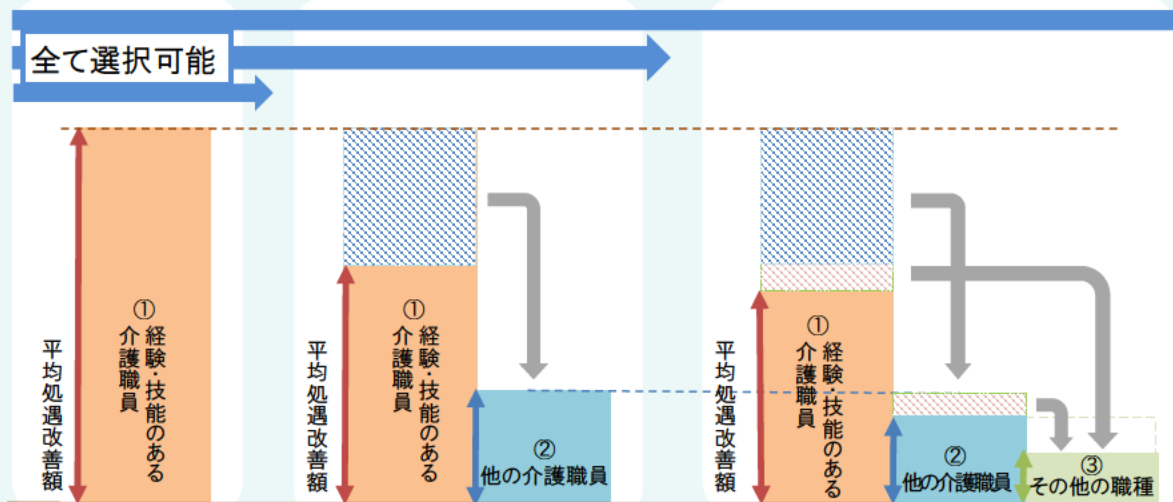 全て選択可能
平均処遇改善額
①
経験・技能のある
介護職員
平均処遇改善額
①
経験・技能のある
介護職員
②
他の介護職員
平均処遇改善額
①
経験・技能のある
介護職員
②
他の介護職員
③
その他の職種